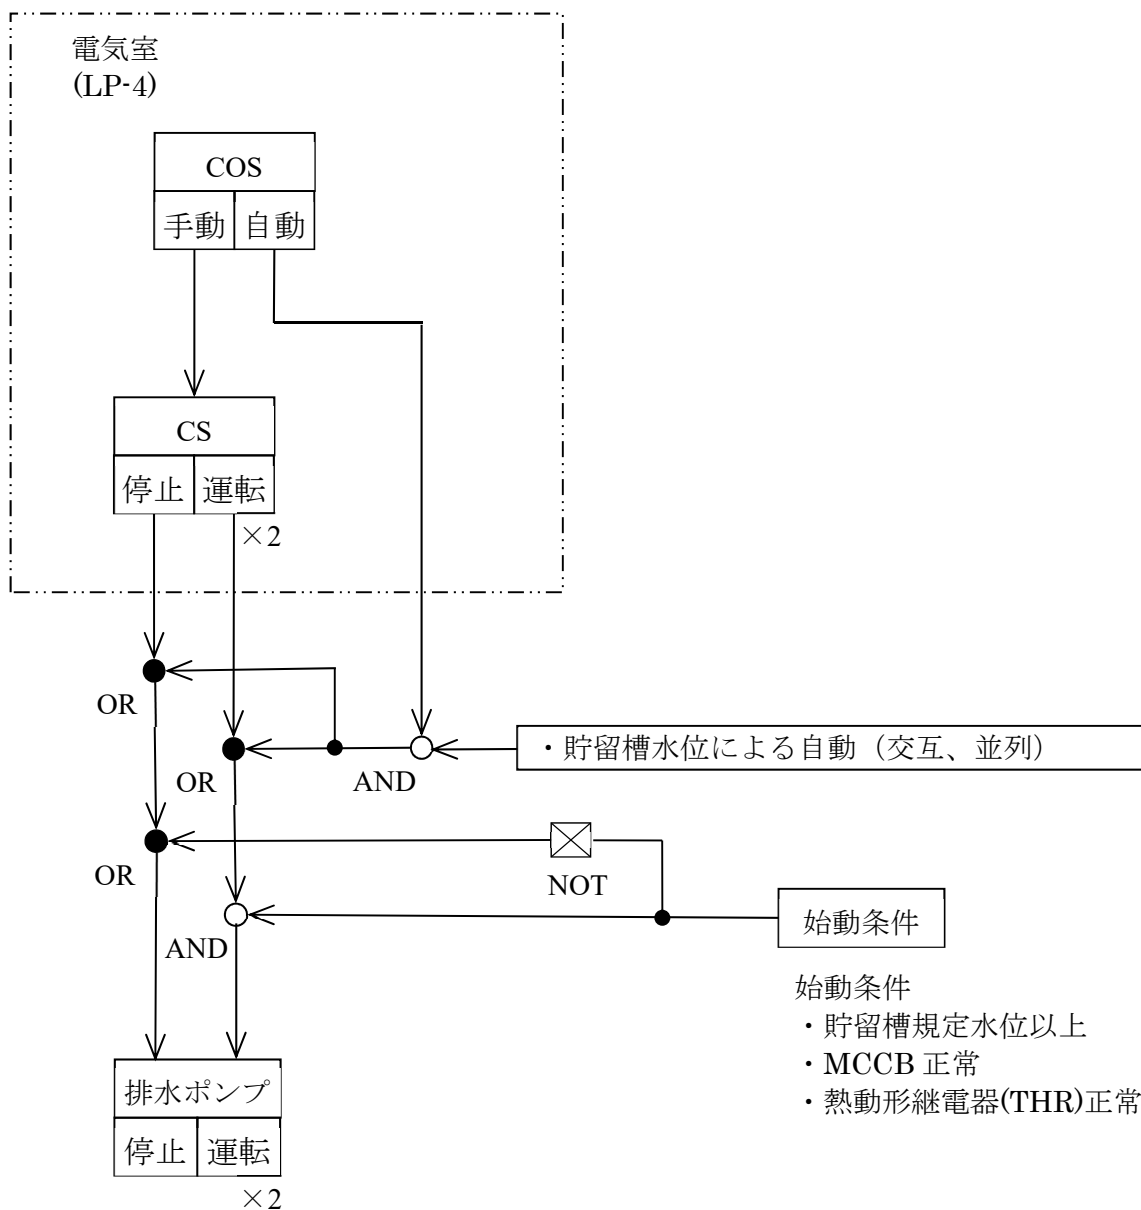 電気室
(LP-4)
COS
手動 自動
CS
停止 運転
×2
OR
OR
AND
・貯留槽水位による自動（交互、並列）
OR
NOT
AND
始動条件
始動条件
・貯留槽規定水位以上
・MCCB 正常
・熱動形継電器(THR)正常
排水ポンプ
停止 運転
×2